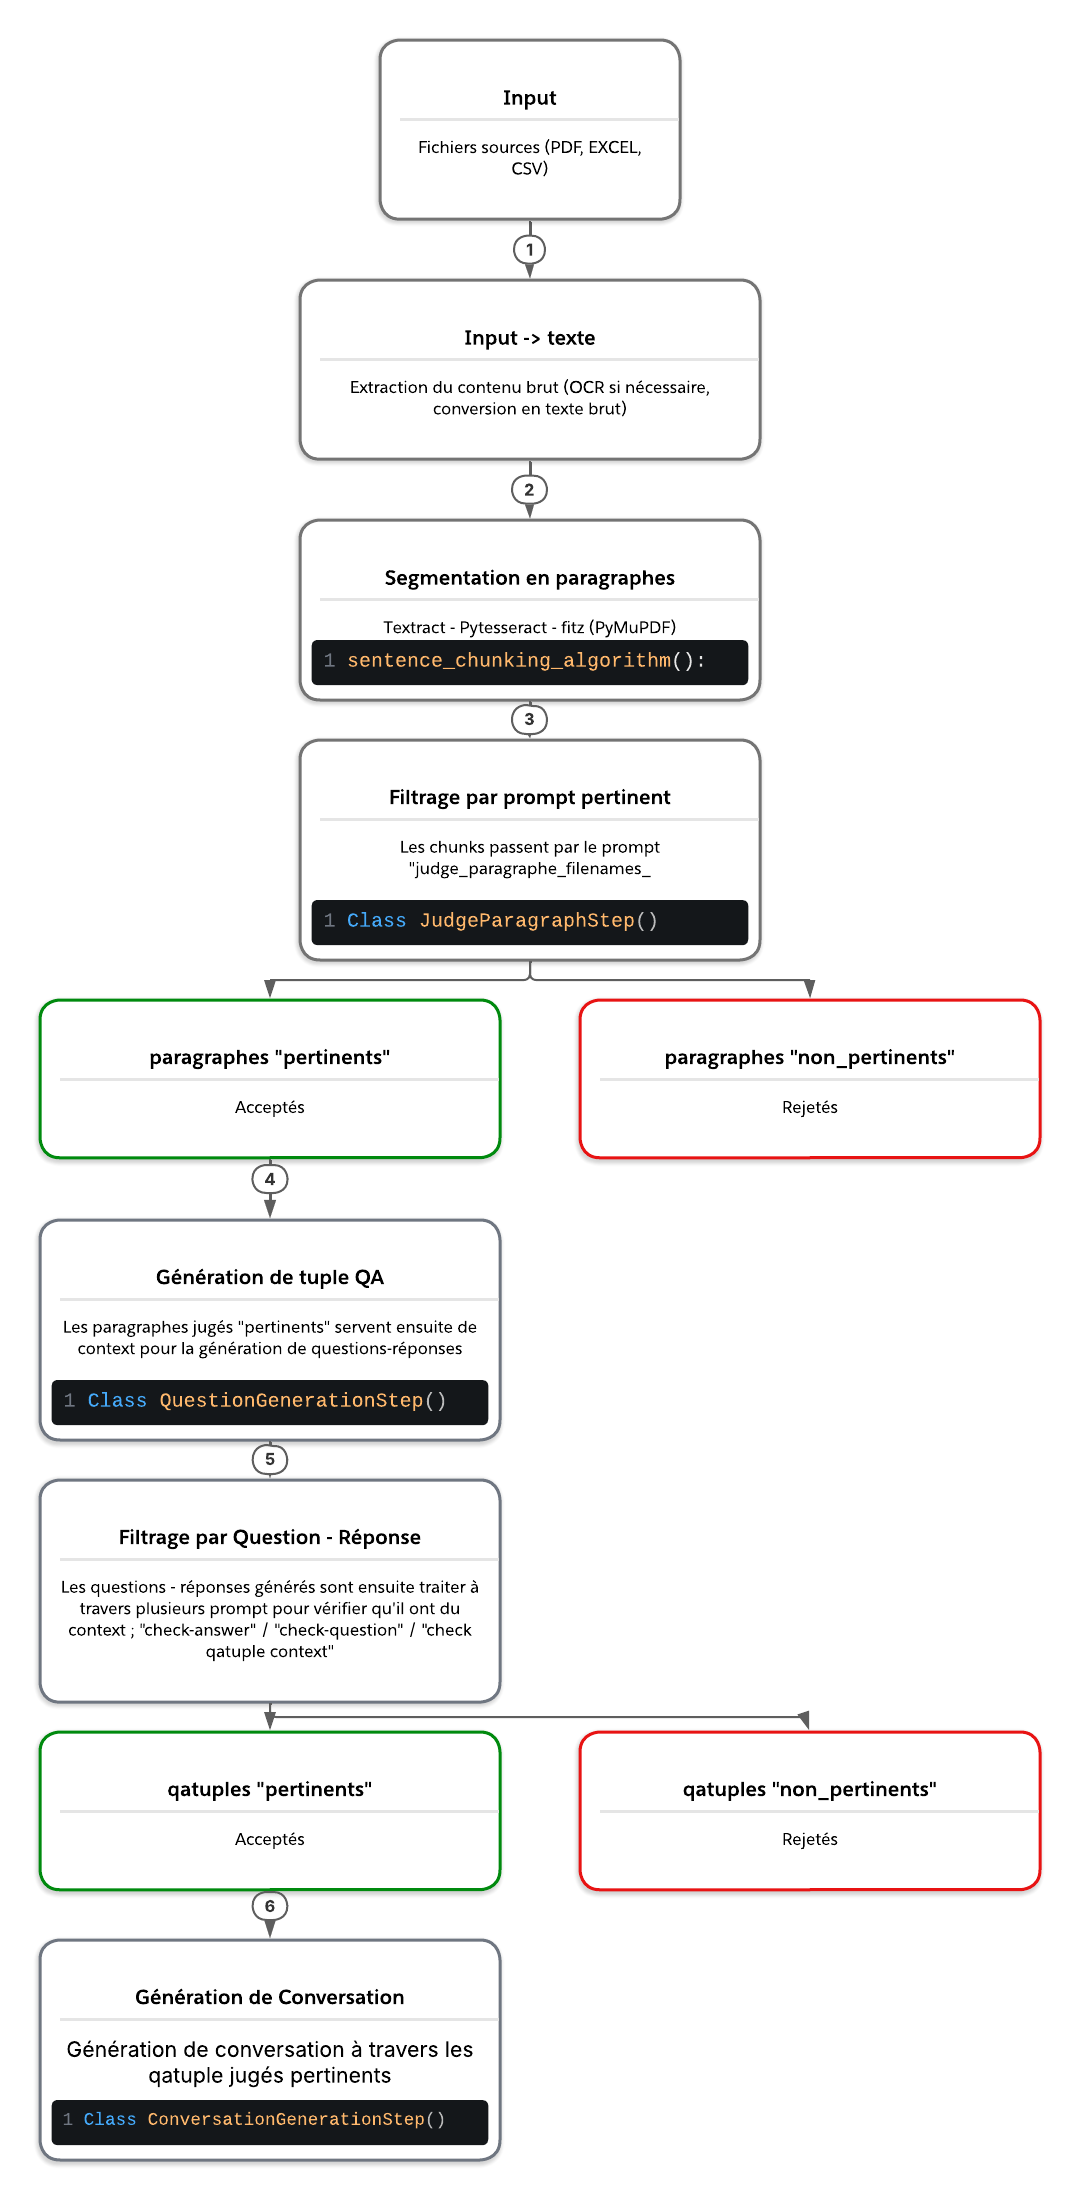 Input
Fichiers sources (PDF, EXCEL,
CSV)
1
Input -> texte
Extraction du contenu brut (OCR si nécessaire,
conversion en texte brut)
2
Segmentation en paragraphes
Textract - Pytesseract - fitz (PyMuPDF)
1 sentence_chunking_algorithm():
3
Filtrage par prompt pertinent
Les chunks passent par le prompt
"judge_paragraphe_filenames_
1 Class JudgeParagraphStep()
paragraphes "pertinents"
Acceptés
paragraphes "non_pertinents"
Rejetés
4
Génération de tuple QA
Les paragraphes jugés "pertinents" servent ensuite de
context pour la génération de questions-réponses
1 Class QuestionGenerationStep()
5
Filtrage par Question - Réponse
Les questions - réponses générés sont ensuite traiter à
travers plusieurs prompt pour vérifier qu'il ont du
context ; "check-answer" / "check-question" / "check
qatuple context"
qatuples "pertinents"
Acceptés
qatuples "non_pertinents"
Rejetés
6
Génération de Conversation
Génération de conversation à travers les
qatuple jugés pertinents
1 Class ConversationGenerationStep()